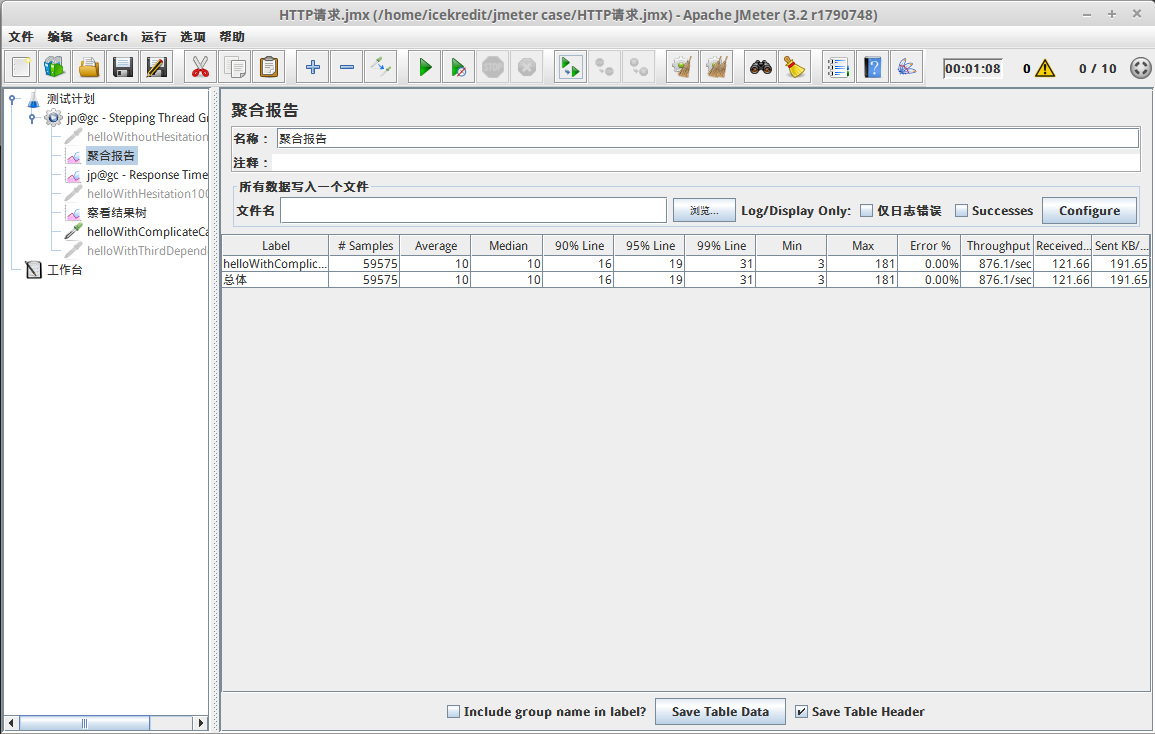 HTTP请求.jmx (/home/icekredit/jmeter case/HTTP请求.jmx) - Apache JMeter (3.2 r1790748)
文件 编辑 Search 运行 选项 帮助
STOP 00:01:08 0 0 / 10
测试计划
jp@gc - Stepping Thread Gr
helloWithoutHesitation
聚合报告
jp@gc - Response Time
helloWithHesitation100
察看结果树
helloWithComplicateCa
helloWithThirdDepend
工作台
聚合报告
名称： 聚合报告
注释：
所有数据写入一个文件
文件名 浏览... Log/Display Only: 仅日志错误 Successes Configure
Label # Samples Average Median 90% Line 95% Line 99% Line Min Max Error % Throughput Received... Sent KB/...
helloWithComplic... 59575 10 10 16 19 31 3 181 0.00% 876.1/sec 121.66 191.65
总体 59575 10 10 16 19 31 3 181 0.00% 876.1/sec 121.66 191.65
Include group name in label? Save Table Data Save Table Header